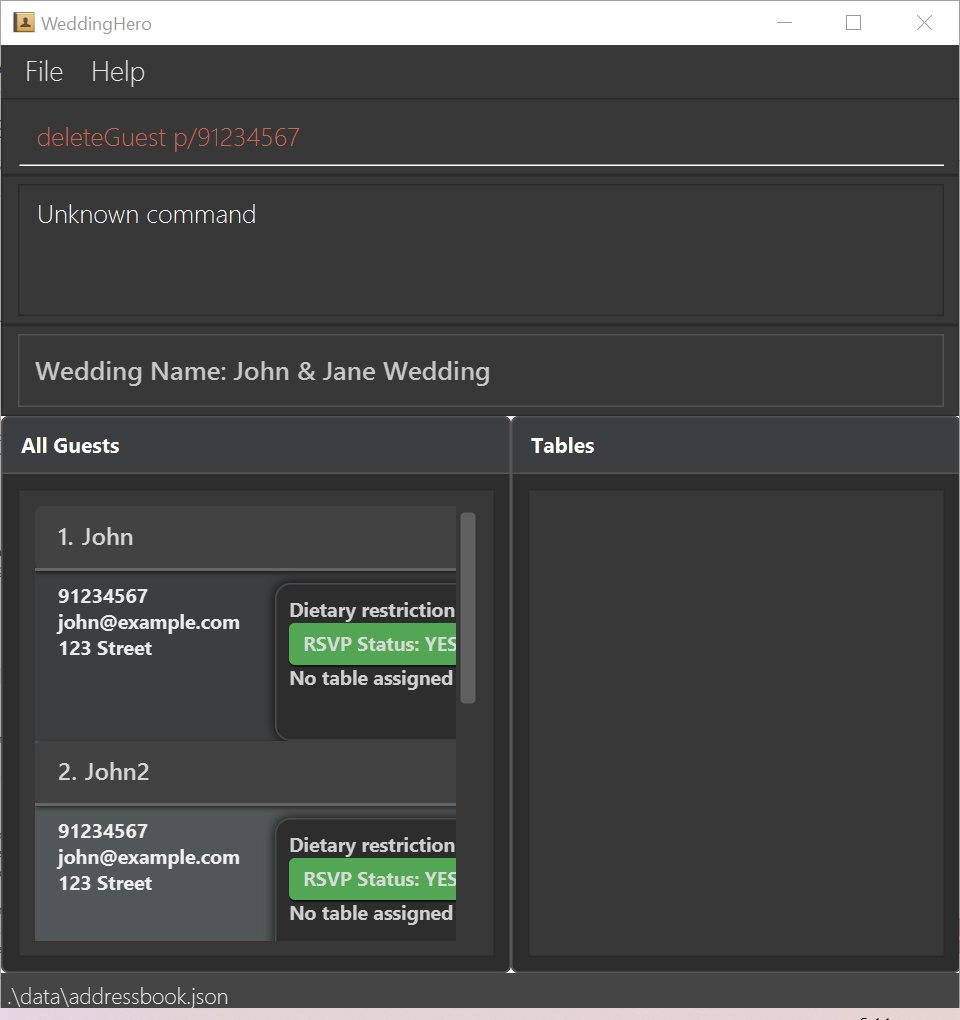 WeddingHero
File Help
deleteGuest p/91234567
Unknown command
Wedding Name: John & Jane Wedding
All Guests
Tables
1. John
91234567
john@example.com
123 Street
Dietary restriction
RSVP Status: YES
No table assigned
2. John2
91234567
john@example.com
123 Street
Dietary restriction
RSVP Status: YES
No table assigned
.\data\addressbook.json